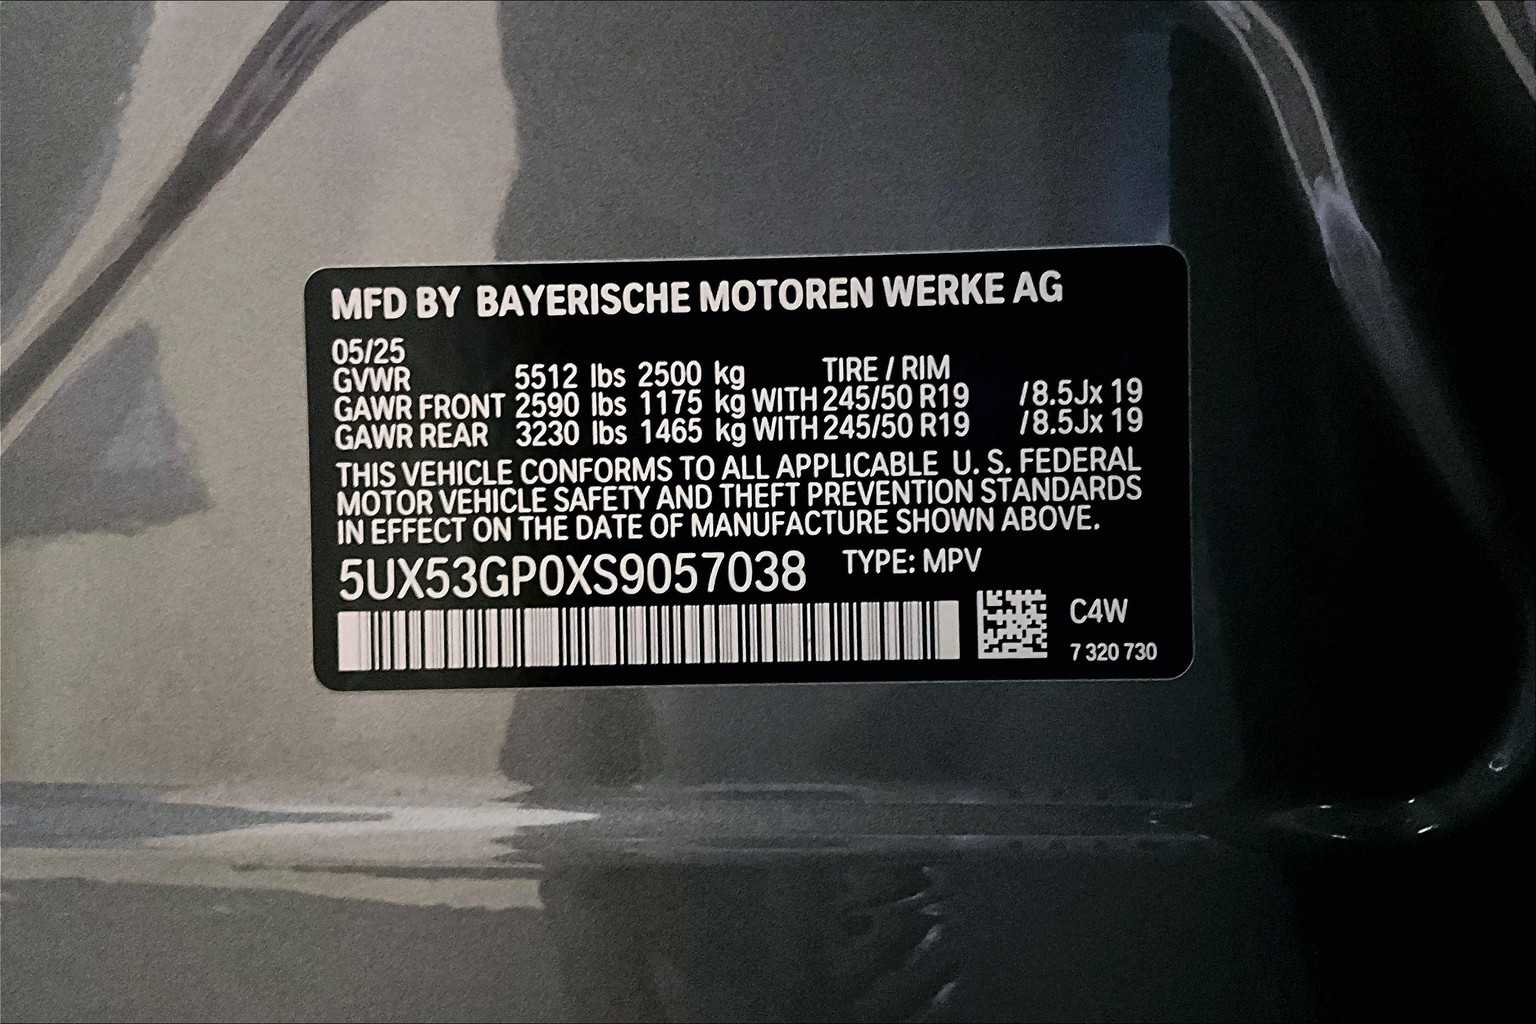 MFD BY BAYERISCHE MOTOREN WERKE AG
05/25
GVWR 5512 lbs 2500 kg TIRE / RIM
GAWR FRONT 2590 lbs 1175 kg WITH 245/50 R19 /8.5Jx 19
GAWR REAR 3230 lbs 1465 kg WITH 245/50 R19 /8.5Jx 19
THIS VEHICLE CONFORMS TO ALL APPLICABLE U. S. FEDERAL
MOTOR VEHICLE SAFETY AND THEFT PREVENTION STANDARDS
IN EFFECT ON THE DATE OF MANUFACTURE SHOWN ABOVE.
5UX53GP0XS9057038 TYPE: MPV
C4W
7 320 730